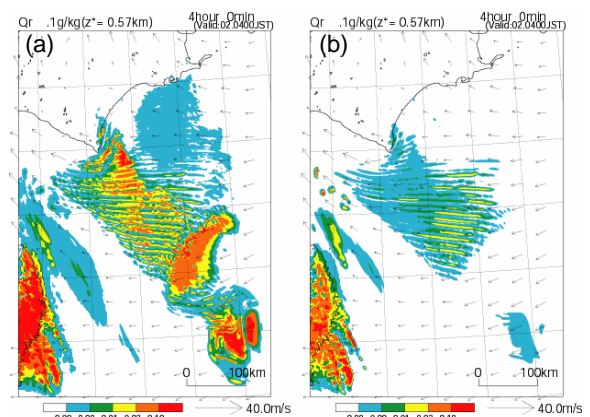 Qr .1g/kg(z*= 0.57km) 4hour 0min
(Valid:02.0400JST)
(a)
0 100km
40.0m/s
Qr .1g/kg(z*= 0.57km) 4hour 0min
(Valid:02.0400JST)
(b)
0 100km
40.0m/s